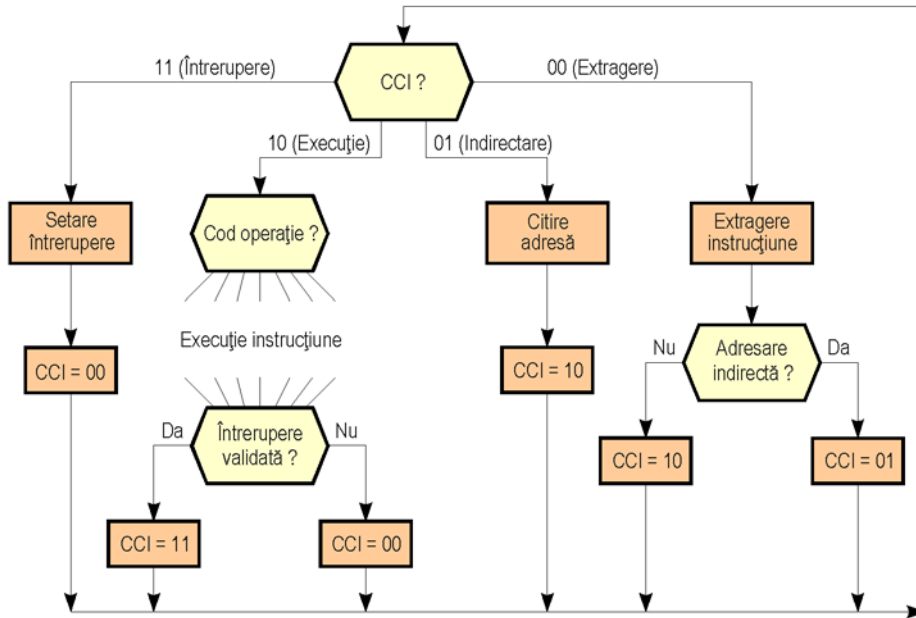 11 (Întrerupere)
CCI ?
00 (Extragere)
10 (Execuţie)
01 (Indirectare)
Setare
întrerupere
Cod operaţie ?
Citire
adresă
Extragere
instrucţiune
Execuţie instrucţiune
CCI = 00
CCI = 10
Nu
Adresare
indirectă ?
Da
Da
Întrerupere
validată ?
Nu
CCI = 10
CCI = 01
CCI = 11
CCI = 00